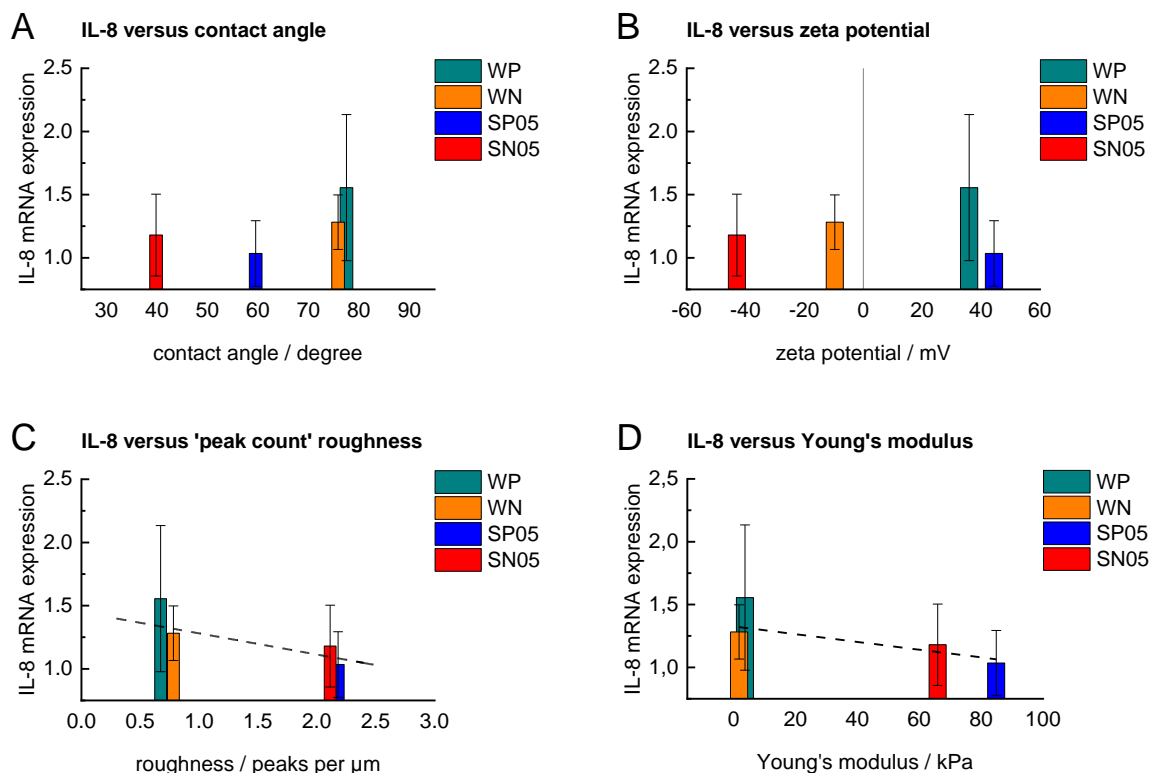 A IL-8 versus contact angle
IL-8 mRNA expression
2.5
2.0
1.5
1.0
30 40 50 60 70 80 90
contact angle / degree
WP
WN
SP05
SN05
B IL-8 versus zeta potential
IL-8 mRNA expression
2.5
2.0
1.5
1.0
-60 -40 -20 0 20 40 60
zeta potential / mV
WP
WN
SP05
SN05
C IL-8 versus 'peak count' roughness
IL-8 mRNA expression
2.5
2.0
1.5
1.0
0.0 0.5 1.0 1.5 2.0 2.5 3.0
roughness / peaks per µm
WP
WN
SP05
SN05
D IL-8 versus Young's modulus
IL-8 mRNA expression
2,5
2,0
1,5
1,0
0 20 40 60 80 100
Young's modulus / kPa
WP
WN
SP05
SN05